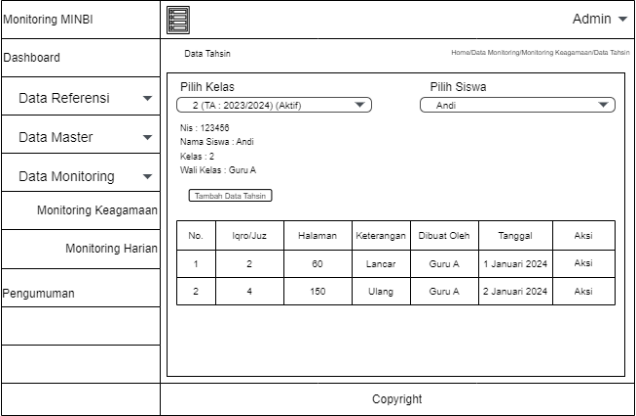 Monitoring MINBI
Admin
Dashboard
Data Tahsin
Home/Data Monitoring/Monitoring Keagamaan/Data Tahsin
Data Referensi
Data Master
Data Monitoring
Monitoring Keagamaan
Monitoring Harian
Pengumuman
Pilih Kelas
Pilih Siswa
2 (TA : 2023/2024) (Aktif)
Andi
Nis : 123456
Nama Siswa : Andi
Kelas : 2
Wali Kelas : Guru A
Tambah Data Tahsin
No. Iqro/Juz Halaman Keterangan Dibuat Oleh Tanggal Aksi
1 2 60 Lancar Guru A 1 Januari 2024 Aksi
2 4 150 Ulang Guru A 2 Januari 2024 Aksi
Copyright